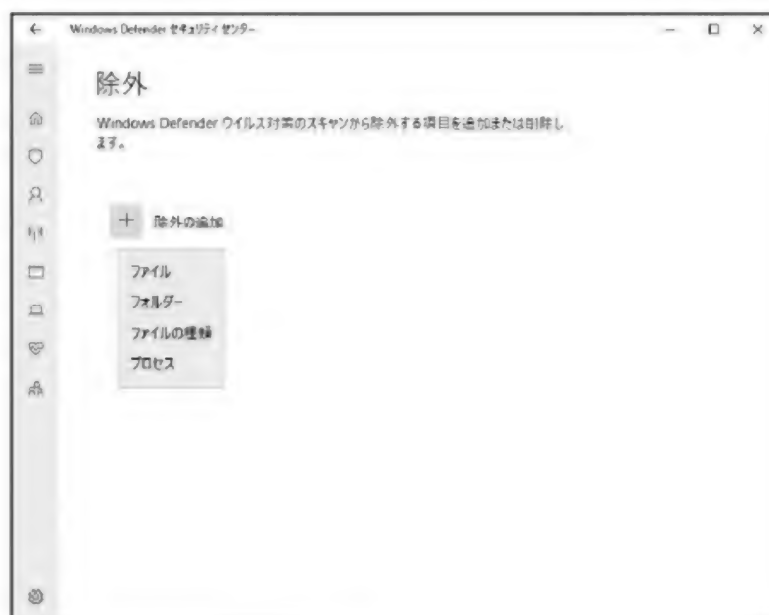 Windows Defender セキュリティ センター
除外
Windows Defender ウイルス対策のスキャンから除外する項目を追加または削除し
ます。
除外の追加
ファイル
フォルダー
ファイルの種類
プロセス